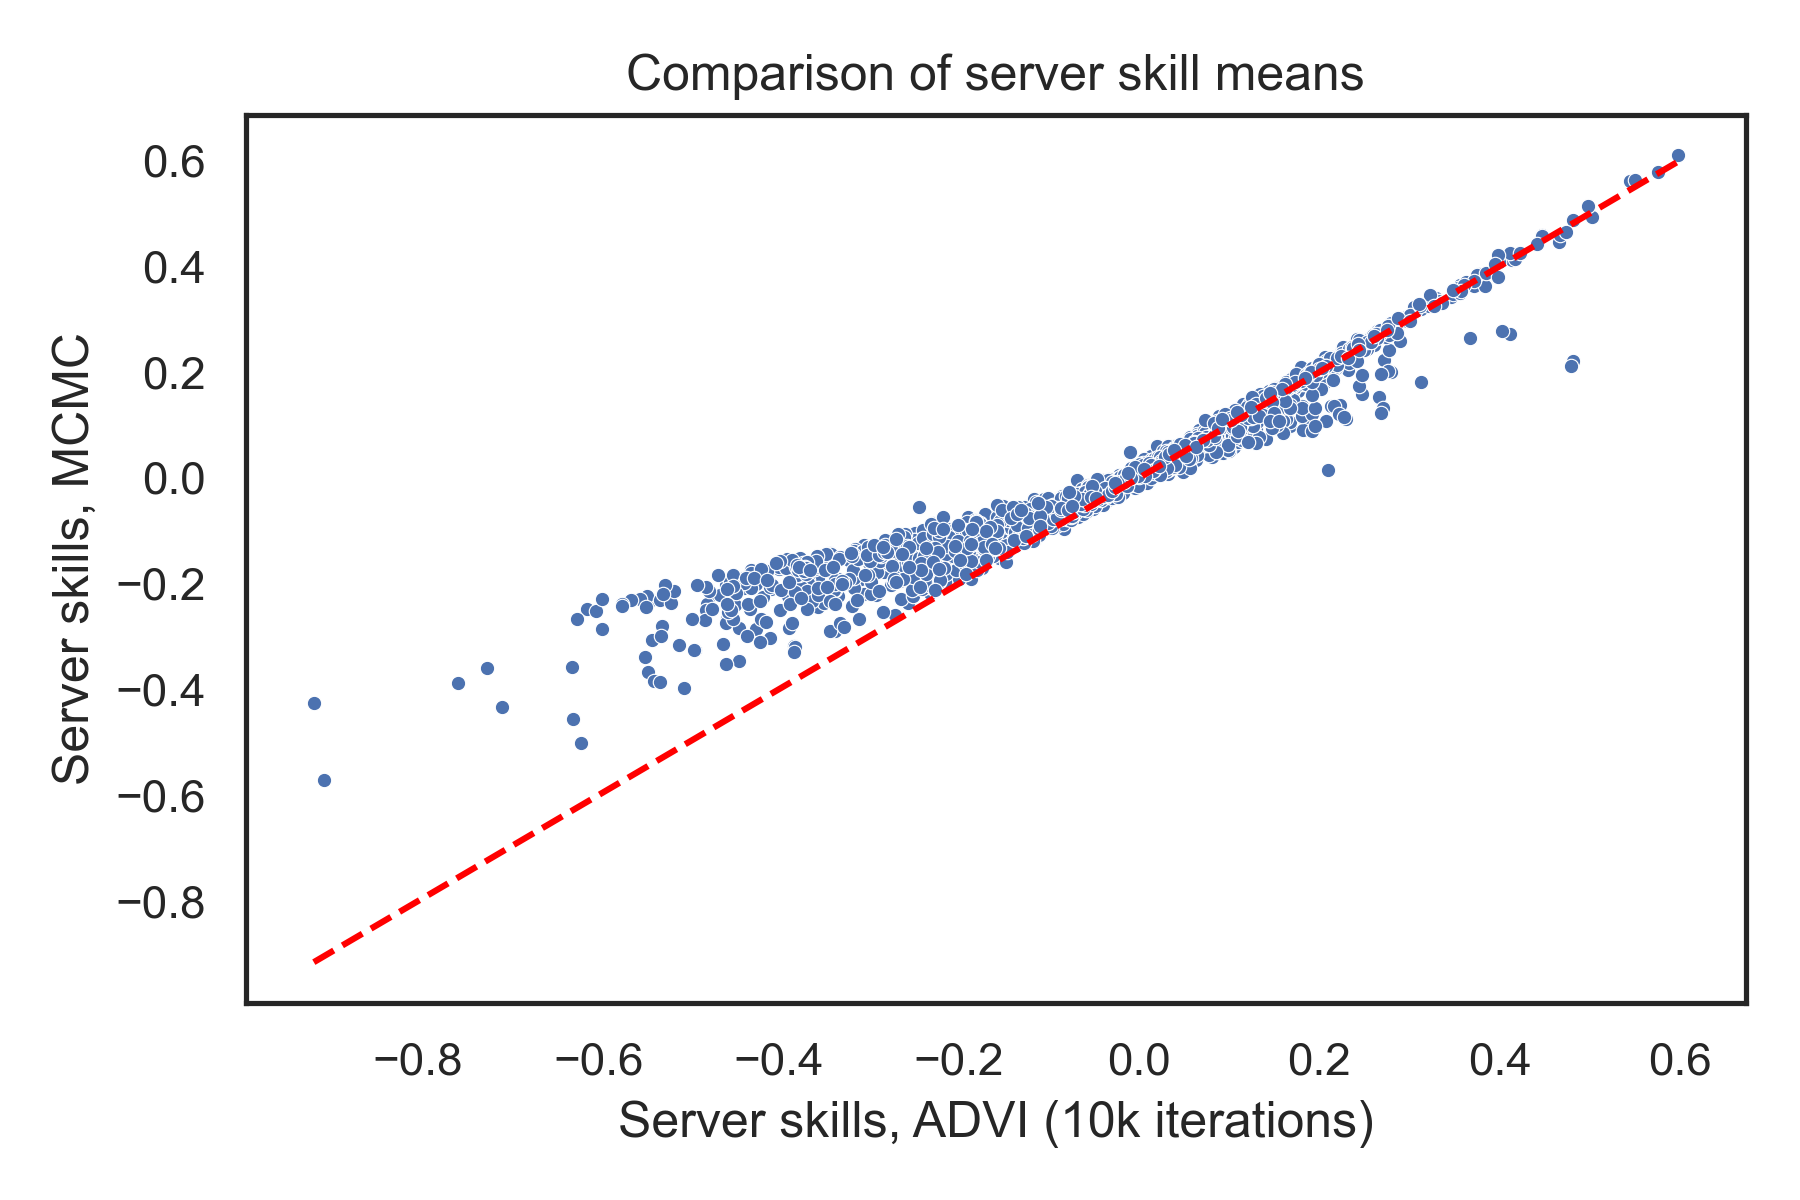 Comparison of server skill means
0.6
0.4
0.2
0.0
−0.2
−0.4
−0.6
−0.8
Server skills, MCMC
−0.8 −0.6 −0.4 −0.2 0.0 0.2 0.4 0.6
Server skills, ADVI (10k iterations)